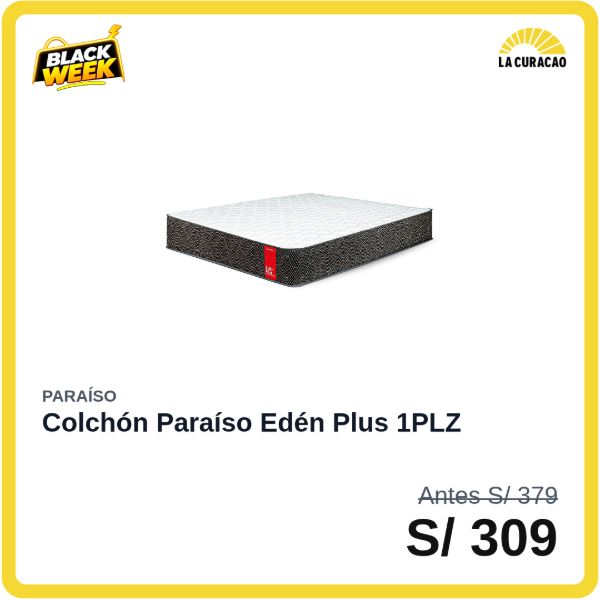 BLACK
WEEK
LA CURACAO
PARAÍSO
Colchón Paraíso Edén Plus 1PLZ
Antes S/ 379
S/ 309